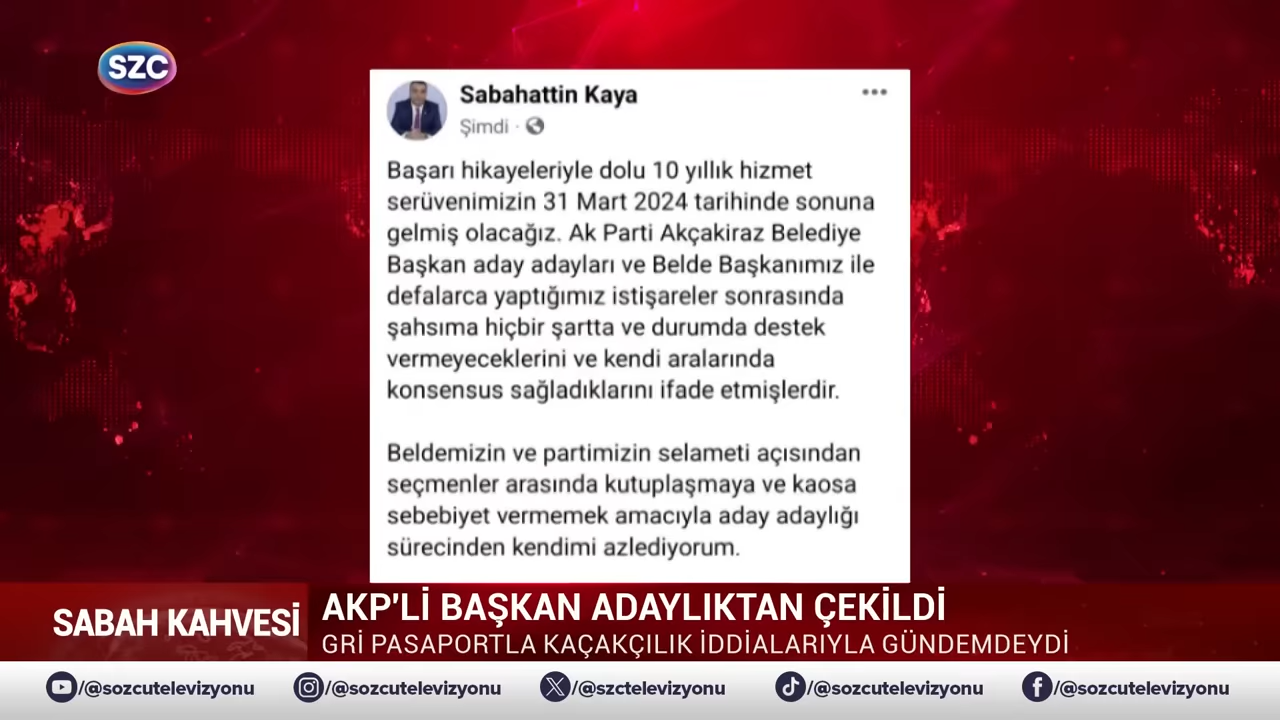 SZC
Sabahattin Kaya
Şimdi ·
Başarı hikayeleriyle dolu 10 yıllık hizmet
serüvenimizin 31 Mart 2024 tarihinde sonuna
gelmiş olacağız. Ak Parti Akçakiraz Belediye
Başkan aday adayları ve Belde Başkanımız ile
defalarca yaptığımız istişareler sonrasında
şahsıma hiçbir şartta ve durumda destek
vermeyeceklerini ve kendi aralarında
konsensus sağladıklarını ifade etmişlerdir.
Beldemizin ve partimizin selameti açısından
seçmenler arasında kutuplaşmaya ve kaosa
sebebiyet vermemek amacıyla aday adaylığı
sürecinden kendimi azlediyorum.
SABAH KAHVESİ
AKP'Lİ BAŞKAN ADAYLIKTAN ÇEKİLDİ
GRİ PASAPORTLA KAÇAKÇILIK İDDİALARIYLA GÜNDEMDEYDİ
/@sozcutelevizyonu /@sozcutelevizyonu /@szctelevizyonu /@sozcutelevizyonu /@sozcutelevizyonu